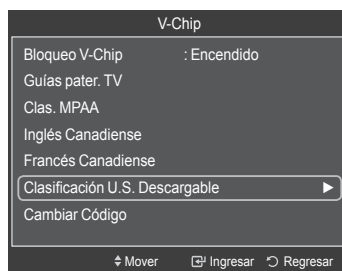 V-Chip
Bloqueo V-Chip : Encendido
Guías pater. TV
Clas. MPAA
Inglés Canadiense
Francés Canadiense
Clasificación U.S. Descargable
Cambiar Código
Mover Ingresar Regresar